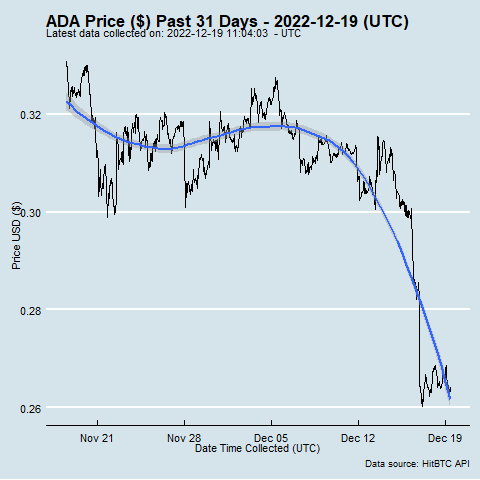 ADA Price ($) Past 31 Days - 2022-12-19 (UTC)
Latest data collected on: 2022-12-19 11:04:03 - UTC
0.32
0.30
0.28
0.26
Price USD ($)
Nov 21 Nov 28 Dec 05 Dec 12 Dec 19
Date Time Collected (UTC)
Data source: HitBTC API